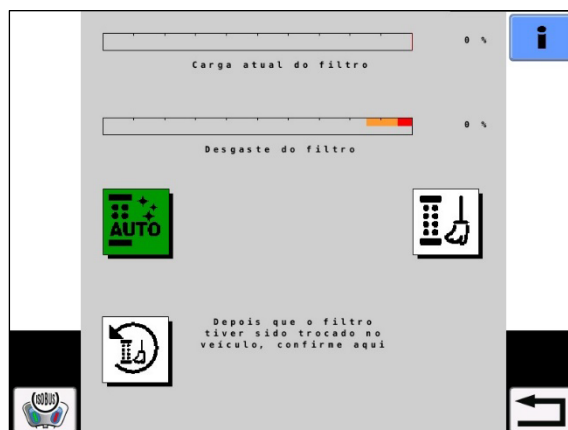 0 %
Carga atual do filtro
0 %
Desgaste do filtro
AUTO
Depois que o filtro
tiver sido trocado no
veículo, confirme aqui
ISOBUS
i